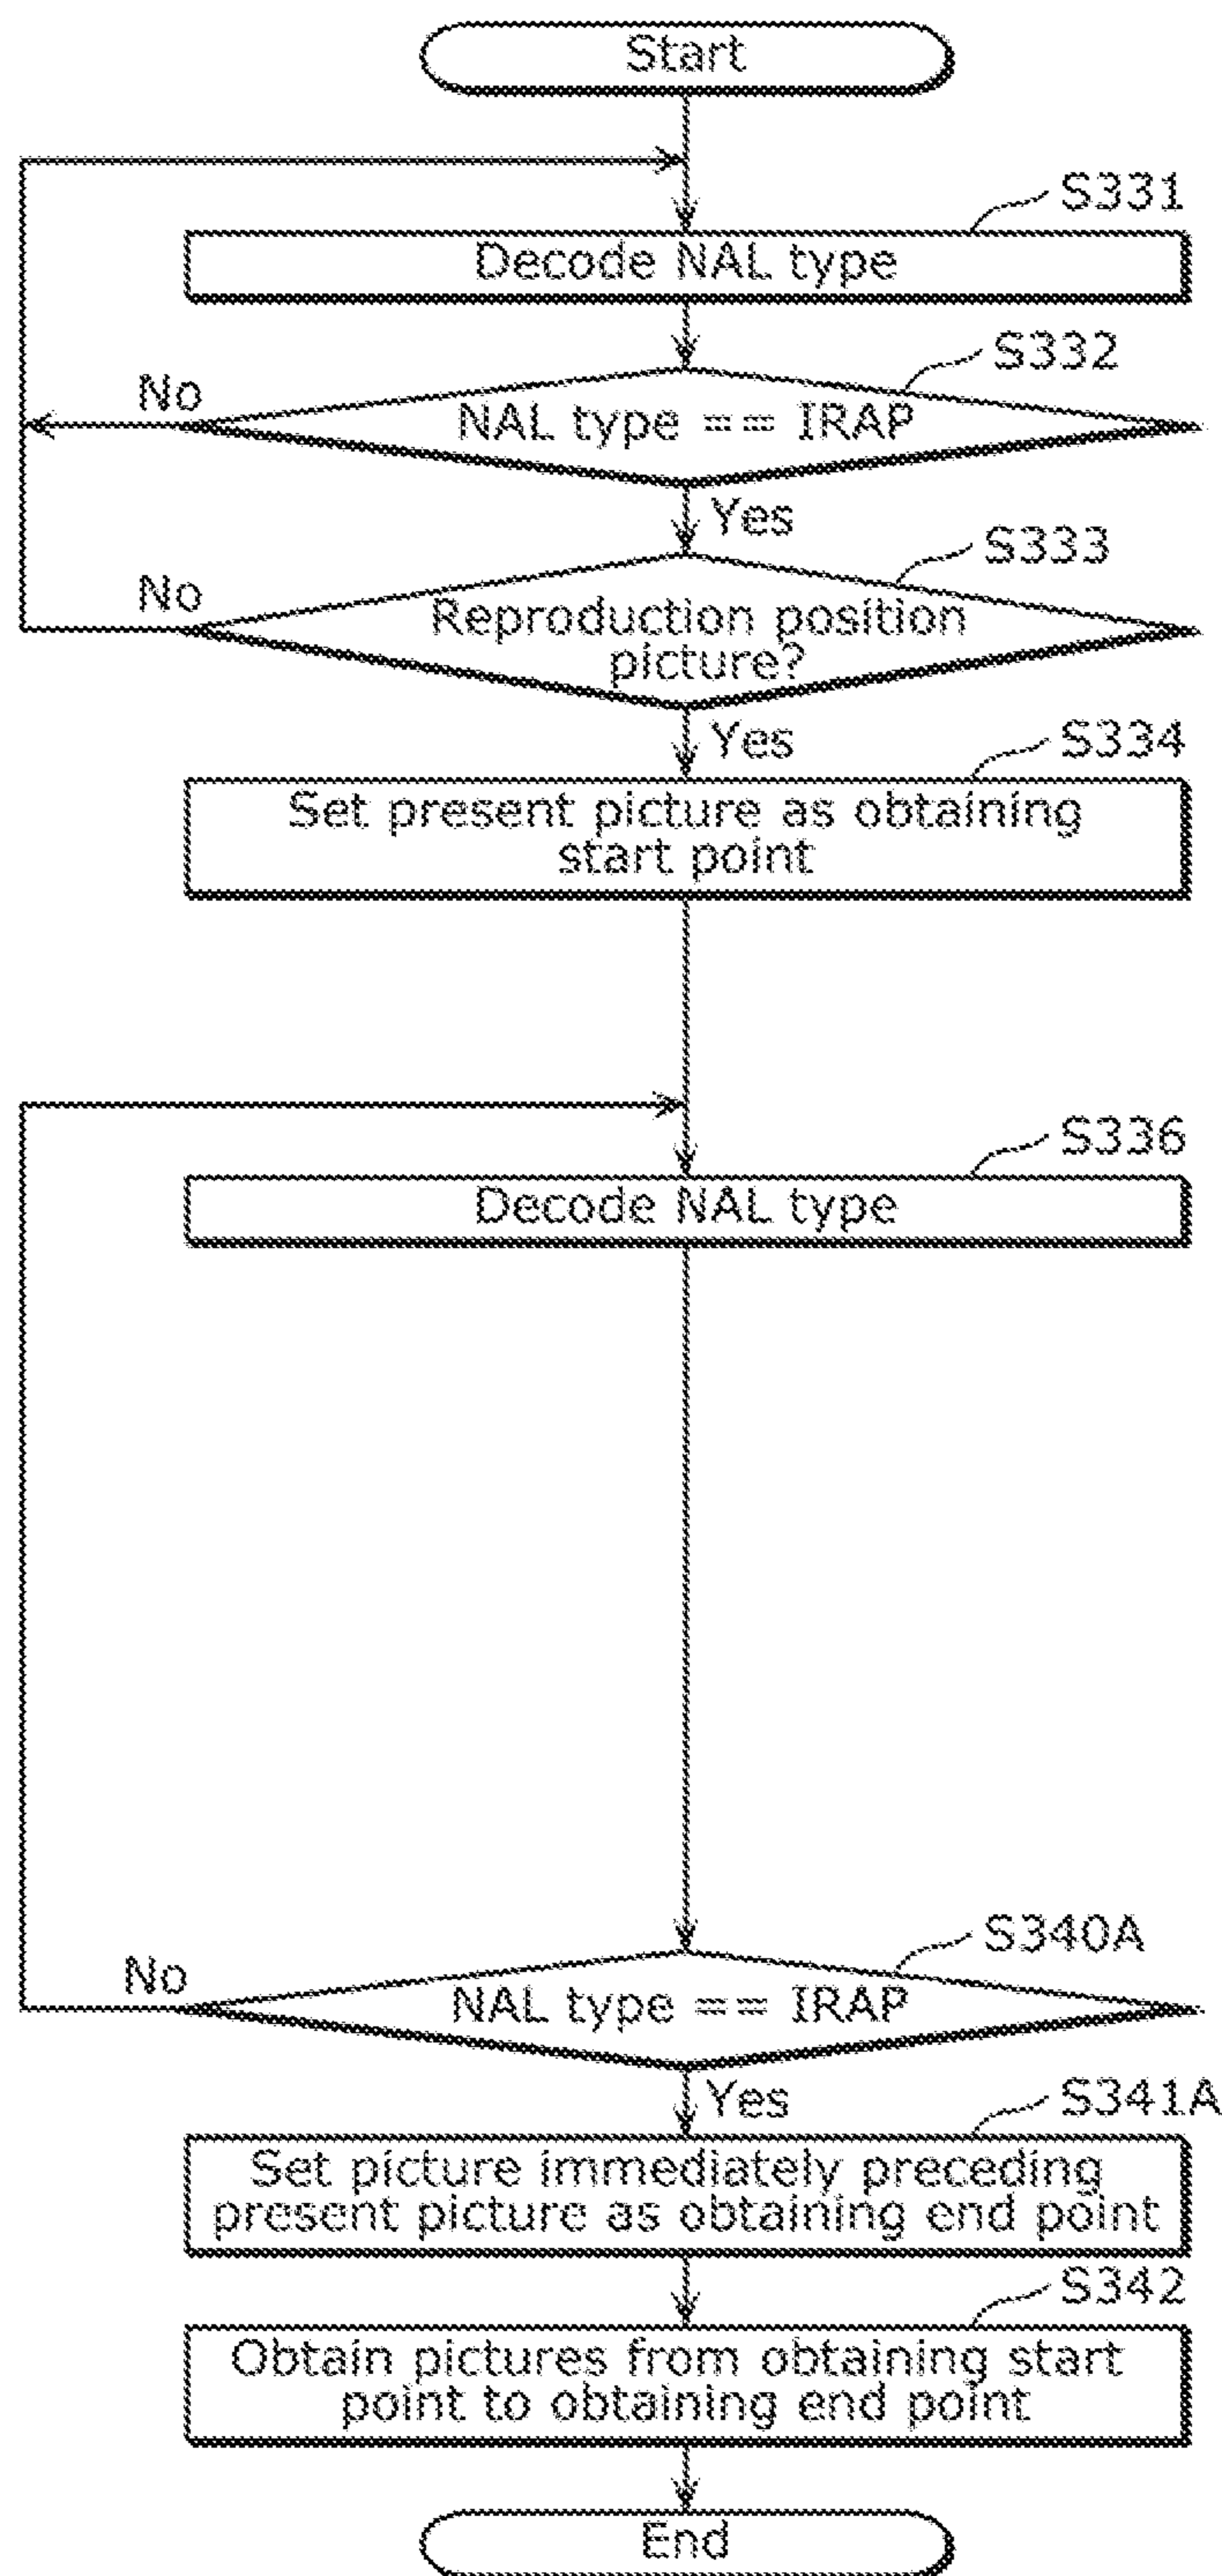 Start
S331
Decode NAL type
S332
No
NAL type == IRAP
Yes
S333
No
Reproduction position
picture?
Yes
S334
Set present picture as obtaining
start point
S336
Decode NAL type
S340A
No
NAL type == IRAP
Yes
S341A
Set picture immediately preceding
present picture as obtaining end point
S342
Obtain pictures from obtaining start
point to obtaining end point
End